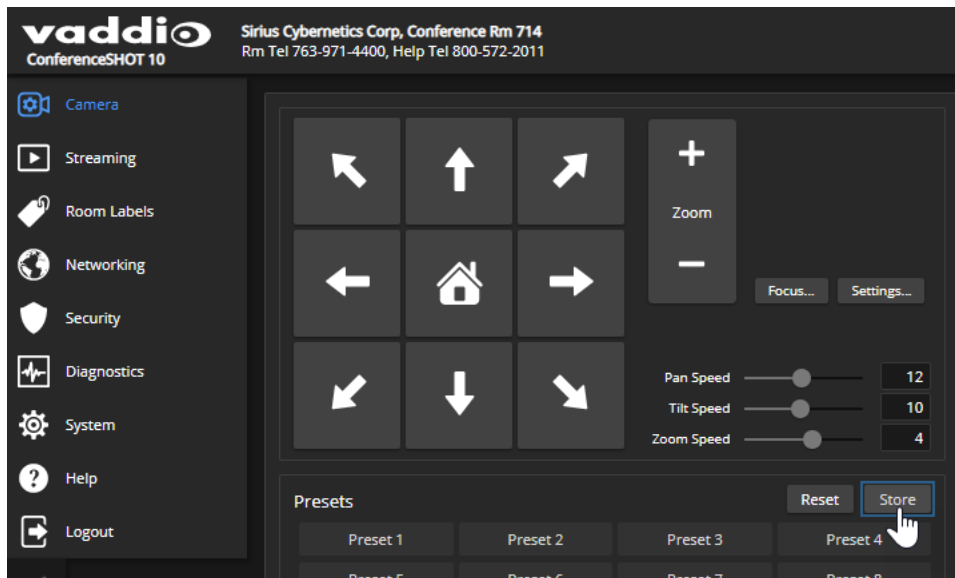 vaddio
ConferenceSHOT 10
Sirius Cybernetics Corp, Conference Rm 714
Rm Tel 763-971-4400, Help Tel 800-572-2011
Camera
Streaming
Room Labels
Networking
Security
Diagnostics
System
Help
Logout
Zoom
Focus...
Settings...
Pan Speed 12
Tilt Speed 10
Zoom Speed 4
Presets
Reset
Store
Preset 1
Preset 2
Preset 3
Preset 4